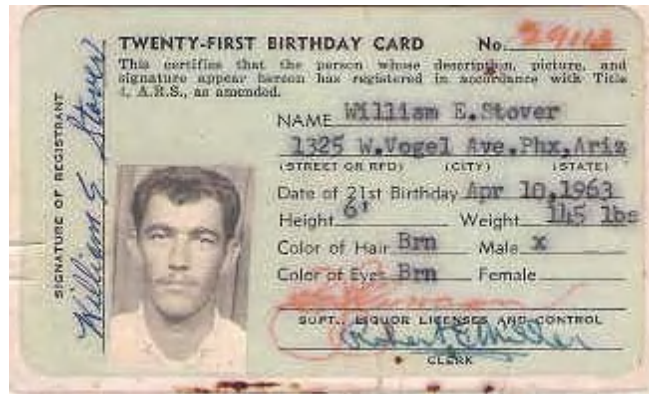 TWENTY-FIRST BIRTHDAY CARD No. 29113
This certifies that the person whose description, picture, and
signature appear hereon has registered in accordance with Title
4, A.R.S., as amended.
NAME William E.Stover
1325 W.Vogel Ave.Phx,Ariz
(STREET OR RFD) (CITY) (STATE)
Date of 21st Birthday Apr 10,1963
Height 6' Weight 145 lbs
Color of Hair Brn Male x
Color of Eyes Brn Female
SUPT., LIQUOR LICENSES AND CONTROL
Robert E Miller
CLERK
SIGNATURE OF REGISTRANT
William E Stover